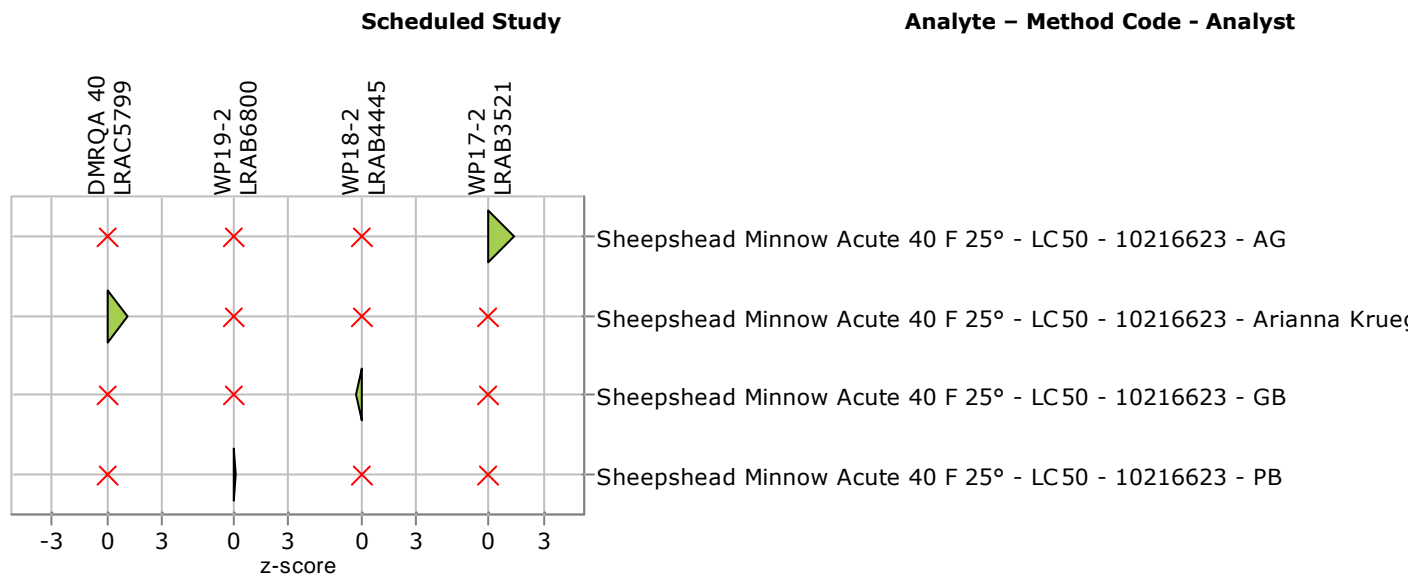 Scheduled Study
Analyte – Method Code - Analyst
DMRQA 40
LRAC5799
WP19-2
LRAB6800
WP18-2
LRAB4445
WP17-2
LRAB3521
Sheepshead Minnow Acute 40 F 25° - LC50 - 10216623 - AG
Sheepshead Minnow Acute 40 F 25° - LC50 - 10216623 - Arianna
Sheepshead Minnow Acute 40 F 25° - LC50 - 10216623 - GB
Sheepshead Minnow Acute 40 F 25° - LC50 - 10216623 - PB
-3 0 3 0 3 0 3 0 3
z-score